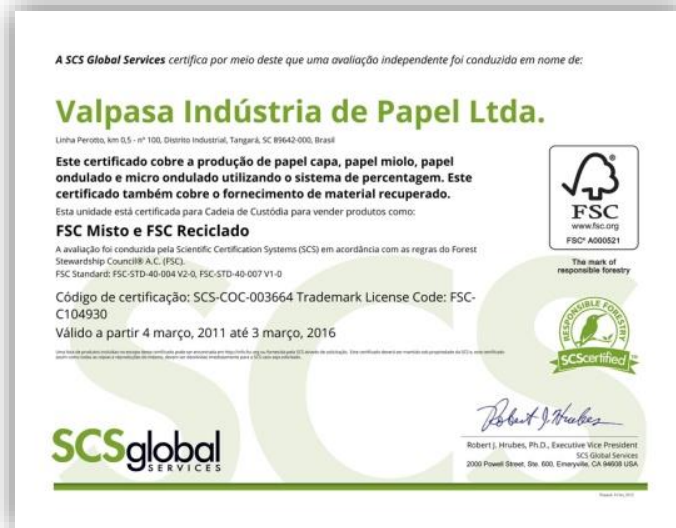 A SCS Global Services certifica por meio deste que uma avaliação independente foi conduzida em nome de:
Valpasa Indústria de Papel Ltda.
Linha Perotto, km 0,5 - nº 100, Distrito Industrial, Tangará, SC 89642-000, Brasil
Este certificado cobre a produção de papel capa, papel miolo, papel
ondulado e micro ondulado utilizando o sistema de percentagem. Este
certificado também cobre o fornecimento de material recuperado.
Esta unidade está certificada para Cadeia de Custódia para vender produtos como:
FSC Misto e FSC Reciclado
A avaliação foi conduzida pela Scientific Certification Systems (SCS) em acordância com as regras do Forest
Stewardship Council® A.C. (FSC).
FSC Standard: FSC-STD-40-004 V2-0, FSC-STD-40-007 V1-0
Código de certificação: SCS-COC-003664 Trademark License Code: FSC-
C104930
Válido a partir 4 março, 2011 até 3 março, 2016
FSC
www.fsc.org
FSC® A000521
The mark of
responsible forestry
RESPONSIBLE FORESTRY
SCScertified
SCS
SCSglobal
SERVICES
Robert J. Hrubes
Robert J. Hrubes, Ph.D., Executive Vice President
SCS Global Services
2000 Powell Street, Ste. 600, Emeryville, CA 94608 USA